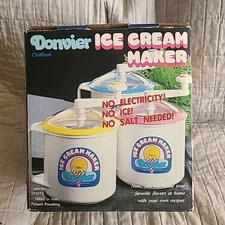 Donvier ICE CREAM
Chillfast MAKER
NO ELECTRICITY!
NO ICE!
NO SALT NEEDED!
ICE CREAM MAKER
ICE CREAM MAKER
your
favorite flavors at home,
with your own recipes.
Patent Pending